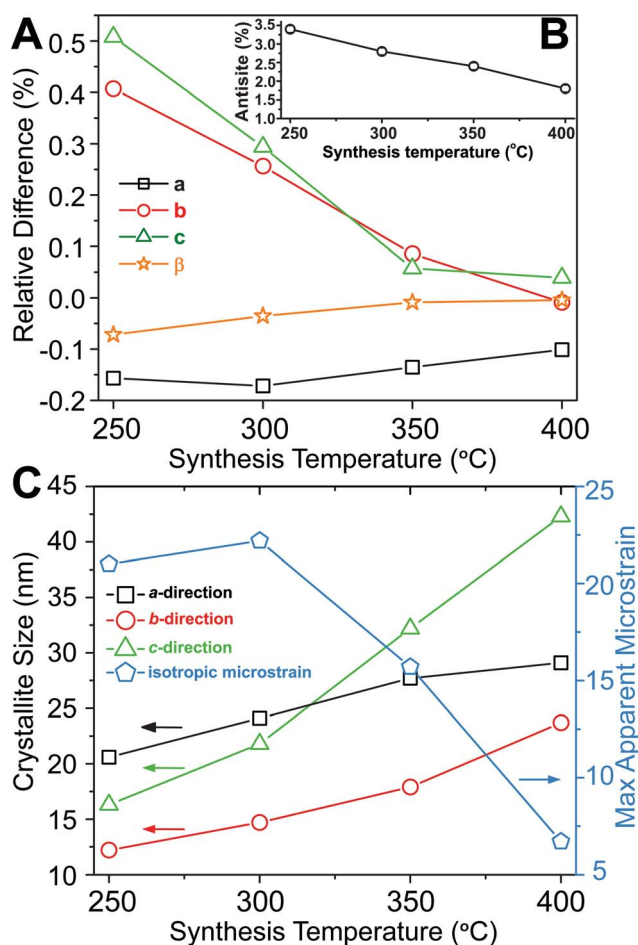 A
B
0.5
0.4
0.3
0.2
0.1
0.0
-0.1
-0.2
Relative Difference (%)
a
b
c
β
3.5
3.0
2.5
2.0
1.5
1.0
Antisite (%)
250 300 350 400
Synthesis temperature (°C)
250 300 350 400
Synthesis Temperature (°C)
C
45
40
35
30
25
20
15
10
Crystallite Size (nm)
a-direction
b-direction
c-direction
isotropic microstrain
25
20
15
10
5
Max Apparent Microstrain
250 300 350 400
Synthesis Temperature (°C)